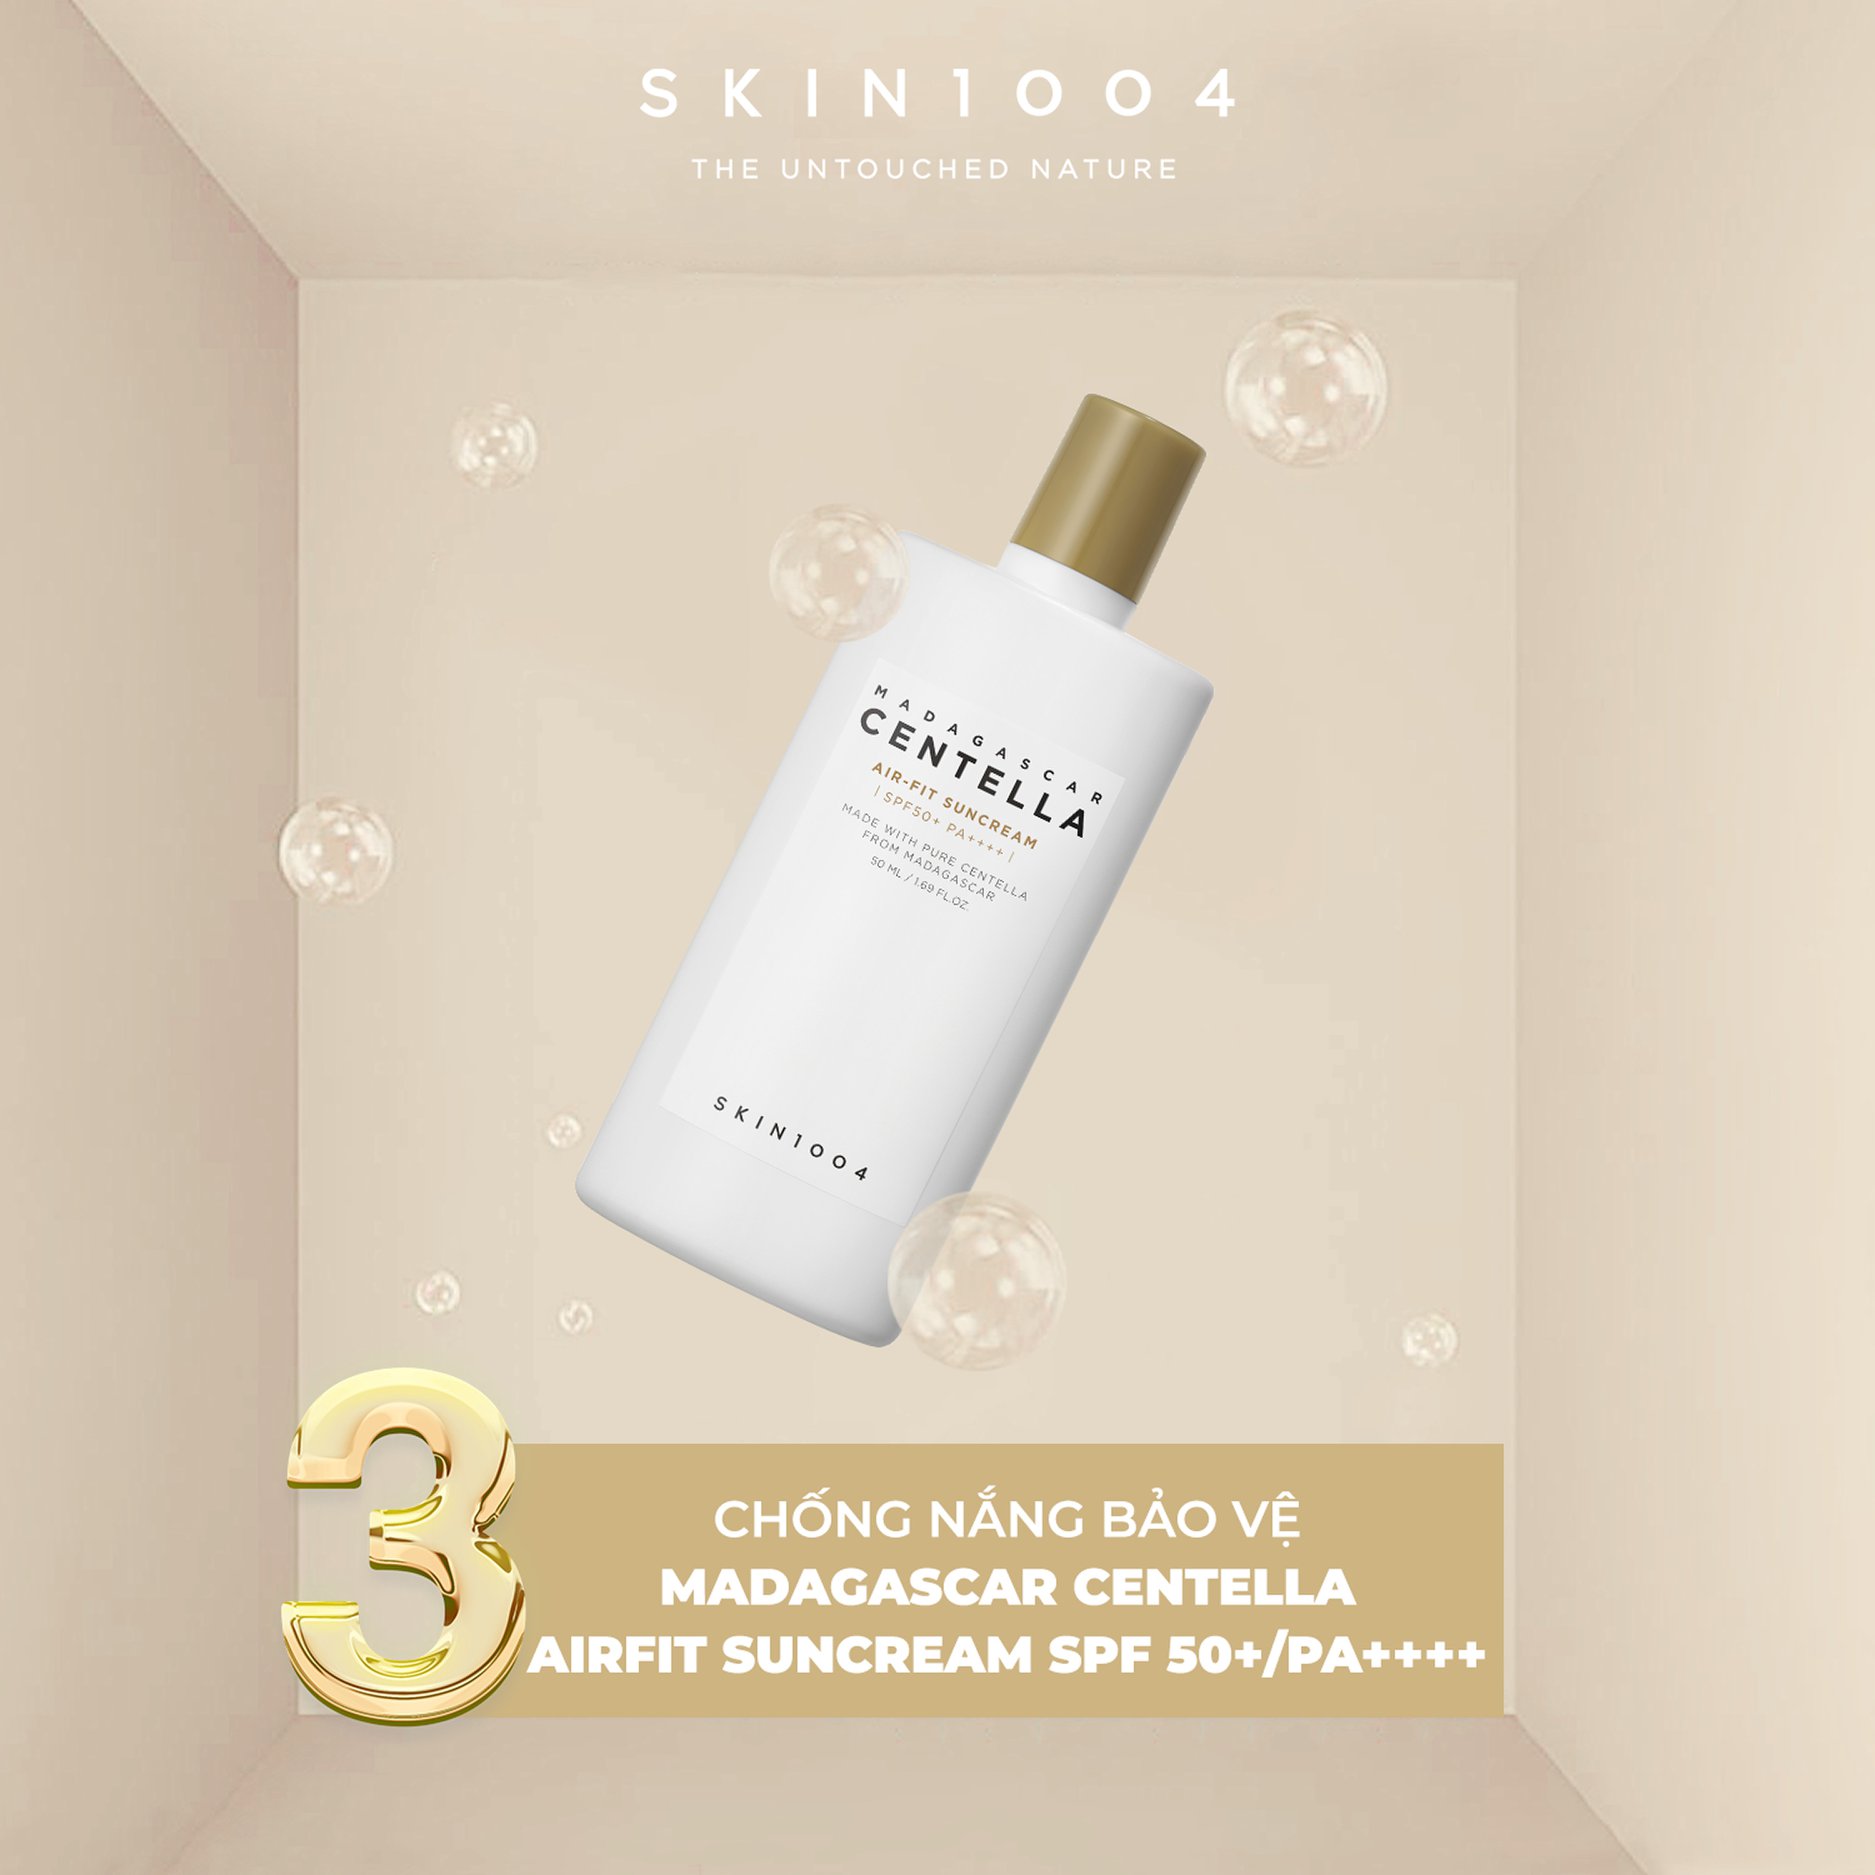 SKIN1004
THE UNTOUCHED NATURE
MADAGASCAR
CENTELLA
AIR-FIT SUNCREAM
| SPF50+ PA++++ |
MADE WITH PURE CENTELLA
FROM MADAGASCAR
50 ML / 1.69 FL.OZ.
SKIN1004
3
CHỐNG NẮNG BẢO VỆ
MADAGASCAR CENTELLA
AIRFIT SUNCREAM SPF 50+/PA++++